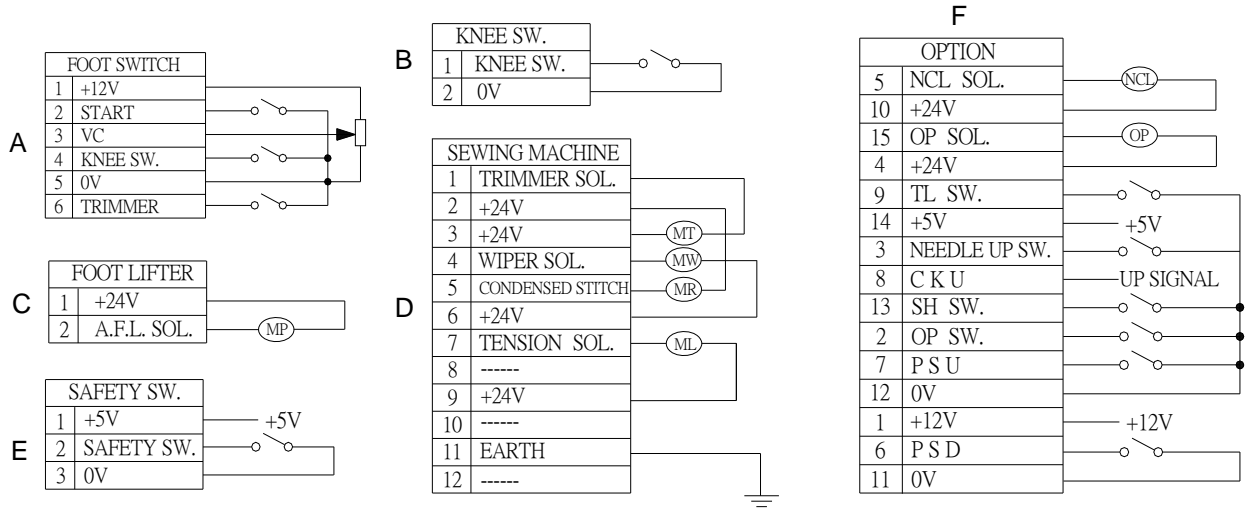 A
FOOT SWITCH
1 +12V
2 START
3 VC
4 KNEE SW.
5 0V
6 TRIMMER
B
KNEE SW.
1 KNEE SW.
2 0V
C
FOOT LIFTER
1 +24V
2 A.F.L. SOL. MP
D
SEWING MACHINE
1 TRIMMER SOL.
2 +24V
3 +24V MT
4 WIPER SOL. MW
5 CONDENSED STITCH MR
6 +24V
7 TENSION SOL. ML
8 ------
9 +24V
10 ------
11 EARTH
12 ------
E
SAFETY SW.
1 +5V +5V
2 SAFETY SW.
3 0V
F
OPTION
5 NCL SOL. NCL
10 +24V
15 OP SOL. OP
4 +24V
9 TL SW.
14 +5V +5V
3 NEEDLE UP SW.
8 C K U UP SIGNAL
13 SH SW.
2 OP SW.
7 P S U
12 0V
1 +12V +12V
6 P S D
11 0V